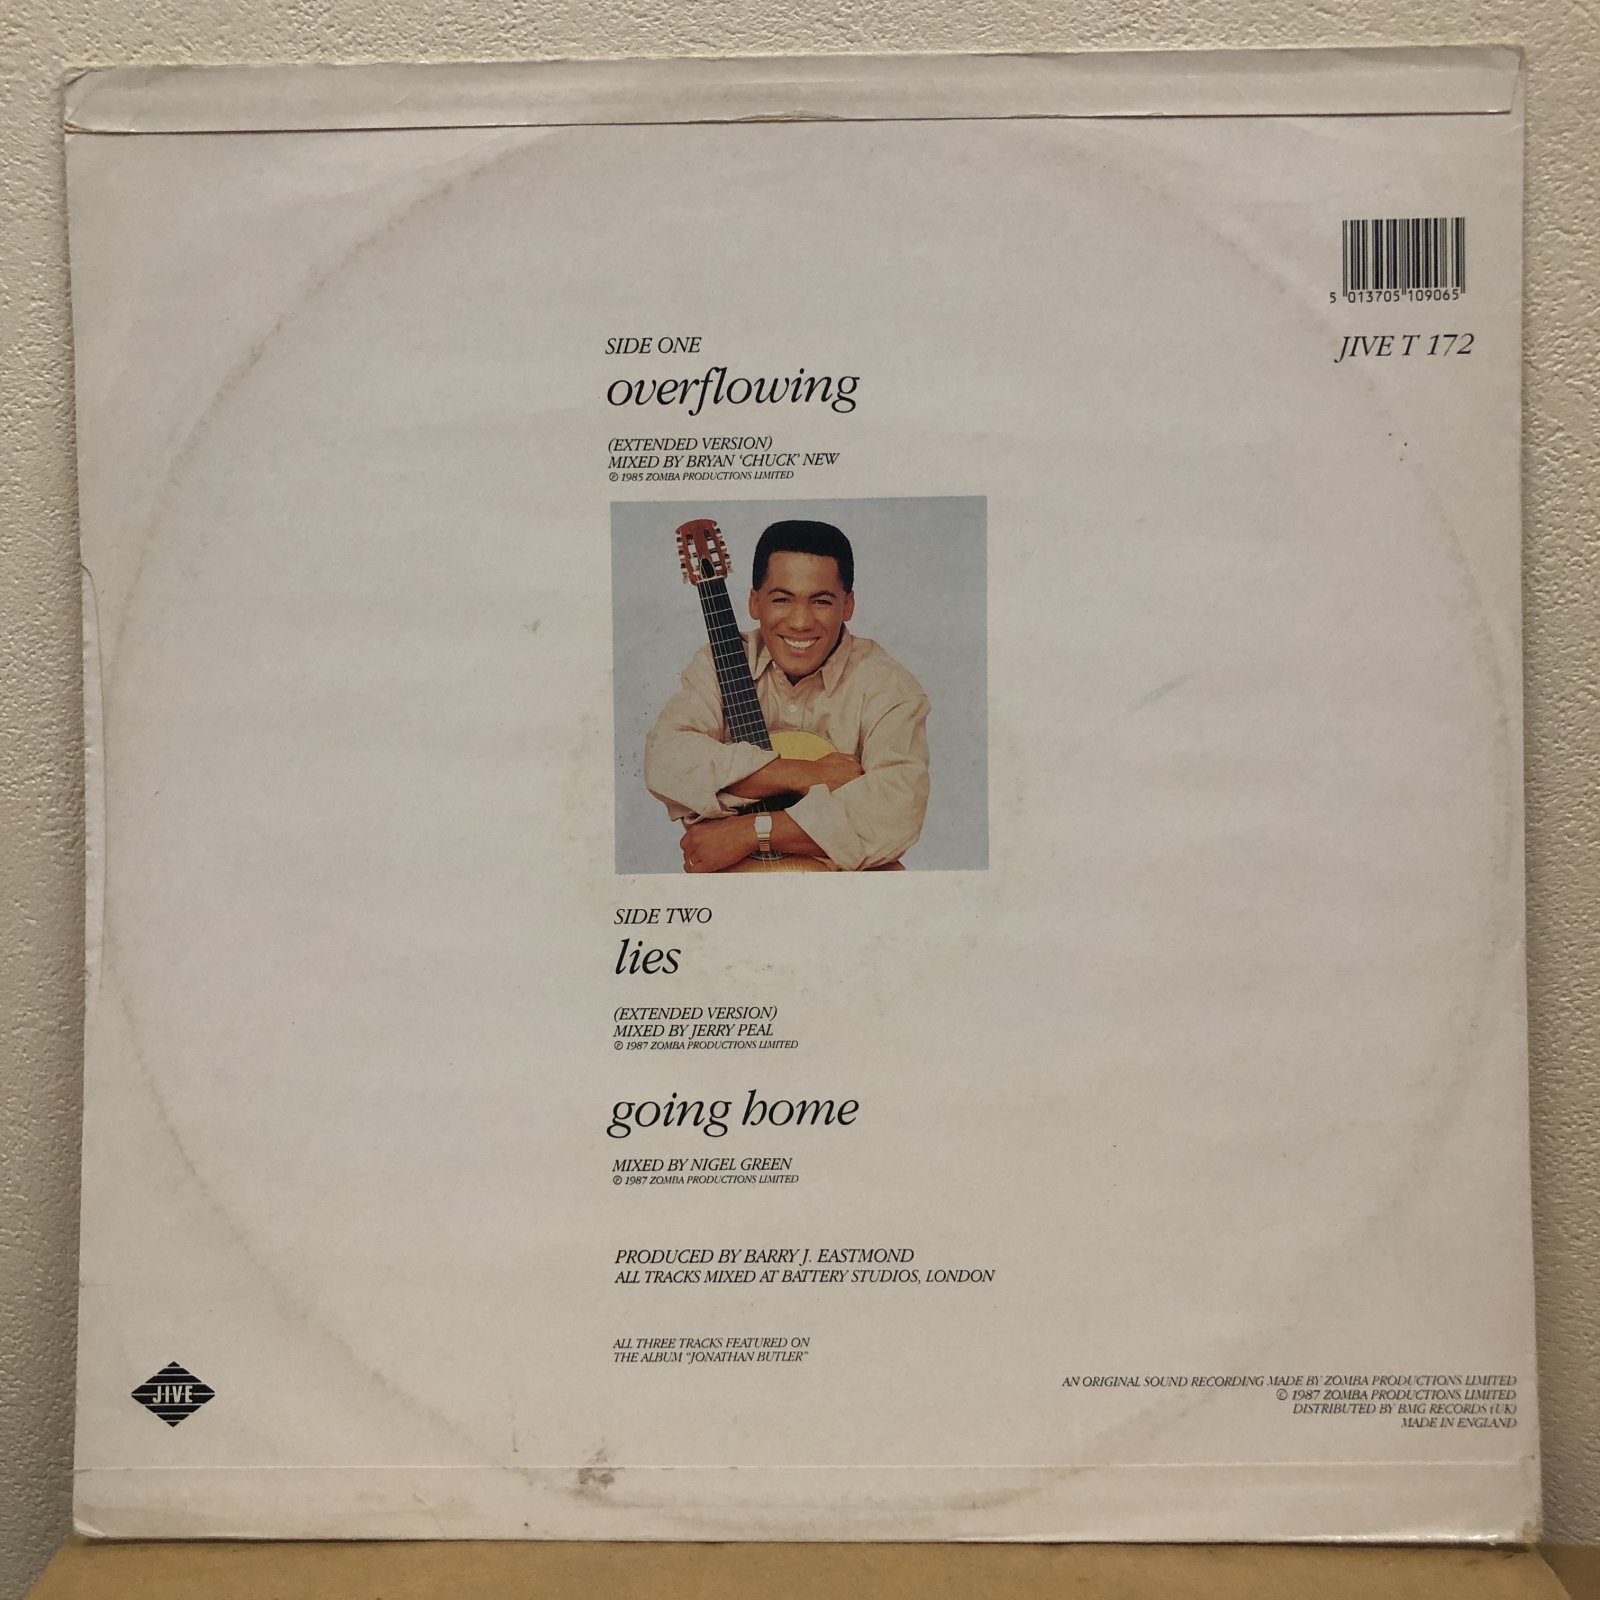 5 013705 109065
JIVE T 172
SIDE ONE
overflowing
(EXTENDED VERSION)
MIXED BY BRYAN ‘CHUCK’ NEW
℗ 1985 ZOMBA PRODUCTIONS LIMITED
SIDE TWO
lies
(EXTENDED VERSION)
MIXED BY JERRY PEAL
℗ 1987 ZOMBA PRODUCTIONS LIMITED
going home
MIXED BY NIGEL GREEN
℗ 1987 ZOMBA PRODUCTIONS LIMITED
PRODUCED BY BARRY J. EASTMOND
ALL TRACKS MIXED AT BATTERY STUDIOS, LONDON
ALL THREE TRACKS FEATURED ON
THE ALBUM "JONATHAN BUTLER"
JIVE
AN ORIGINAL SOUND RECORDING MADE BY ZOMBA PRODUCTIONS LIMITED
© 1987 ZOMBA PRODUCTIONS LIMITED
DISTRIBUTED BY BMG RECORDS (UK)
MADE IN ENGLAND